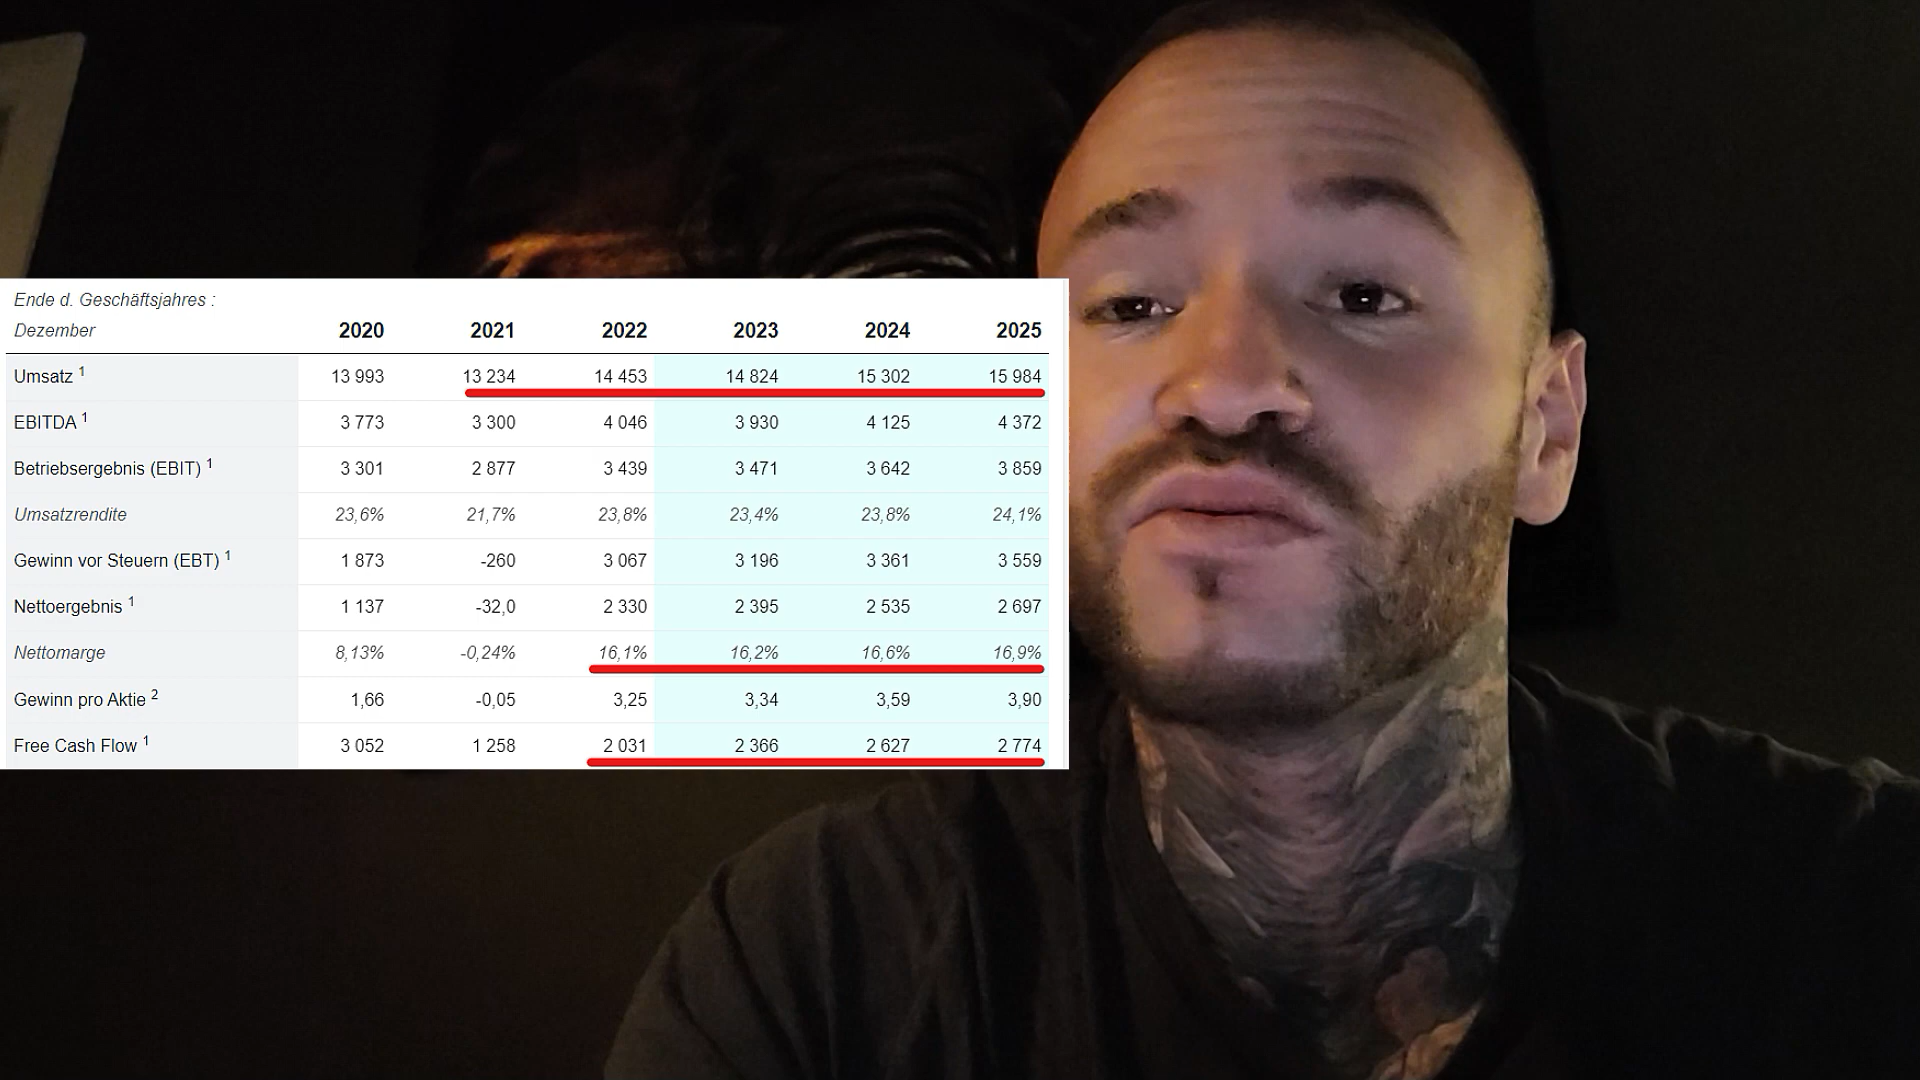 Ende d. Geschäftsjahres :
Dezember 2020 2021 2022 2023 2024 2025
Umsatz ¹ 13 993 13 234 14 453 14 824 15 302 15 984
EBITDA ¹ 3 773 3 300 4 046 3 930 4 125 4 372
Betriebsergebnis (EBIT) ¹ 3 301 2 877 3 439 3 471 3 642 3 859
Umsatzrendite 23,6% 21,7% 23,8% 23,4% 23,8% 24,1%
Gewinn vor Steuern (EBT) ¹ 1 873 -260 3 067 3 196 3 361 3 559
Nettoergebnis ¹ 1 137 -32,0 2 330 2 395 2 535 2 697
Nettomarge 8,13% -0,24% 16,1% 16,2% 16,6% 16,9%
Gewinn pro Aktie ² 1,66 -0,05 3,25 3,34 3,59 3,90
Free Cash Flow ¹ 3 052 1 258 2 031 2 366 2 627 2 774